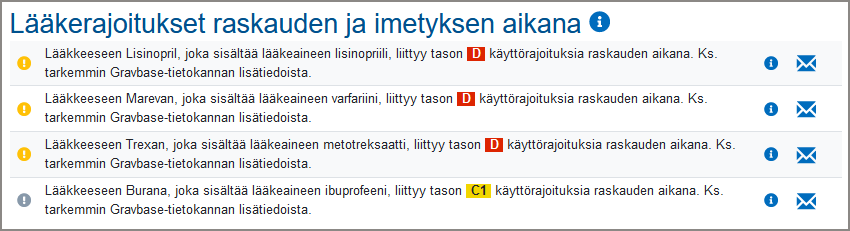 Lääkerajoitukset raskauden ja imetyksen aikana
Lääkkeeseen Lisinopril, joka sisältää lääkeaineen lisinopriili, liittyy tason D käyttörajoituksia raskauden aikana. Ks.
tarkemmin Gravbase-tietokannan lisätiedoista.
Lääkkeeseen Marevan, joka sisältää lääkeaineen varfariini, liittyy tason D käyttörajoituksia raskauden aikana. Ks.
tarkemmin Gravbase-tietokannan lisätiedoista.
Lääkkeeseen Trexan, joka sisältää lääkeaineen metotreksaatti, liittyy tason D käyttörajoituksia raskauden aikana. Ks.
tarkemmin Gravbase-tietokannan lisätiedoista.
Lääkkeeseen Burana, joka sisältää lääkeaineen ibuprofeeni, liittyy tason C1 käyttörajoituksia raskauden aikana. Ks.
tarkemmin Gravbase-tietokannan lisätiedoista.